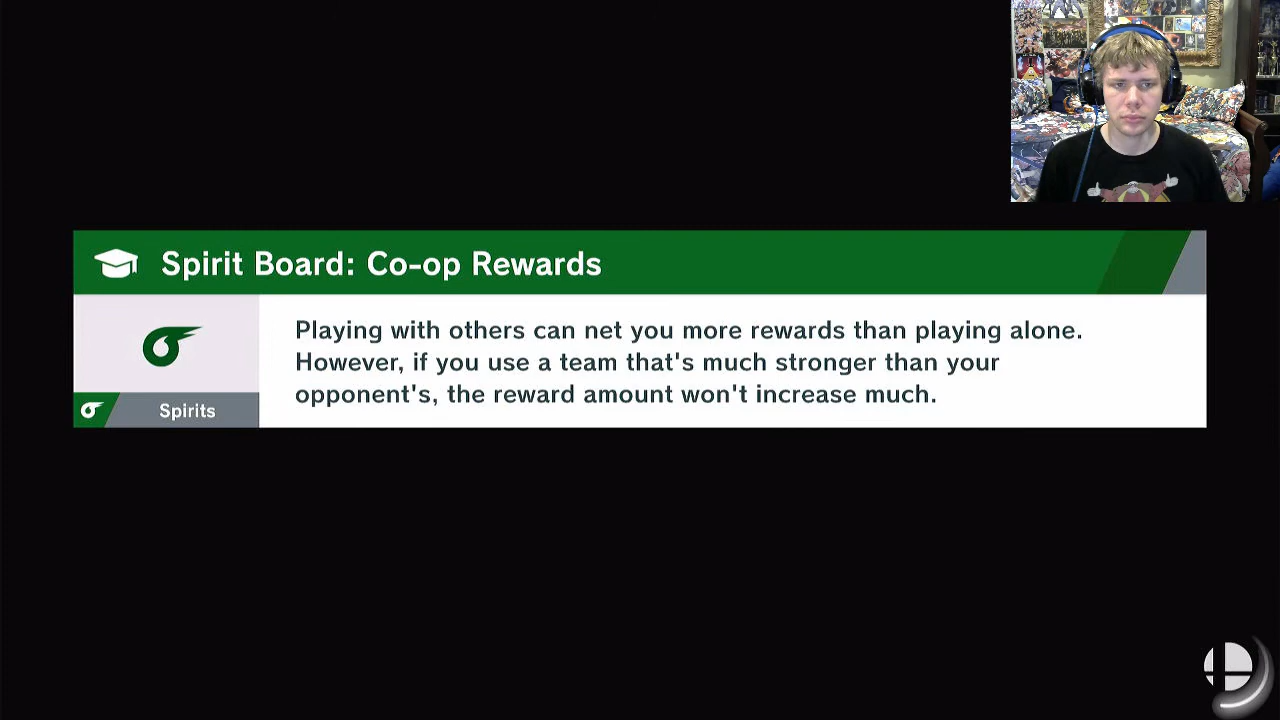 Spirit Board: Co-op Rewards
Playing with others can net you more rewards than playing alone.
However, if you use a team that's much stronger than your
opponent's, the reward amount won't increase much.
Spirits